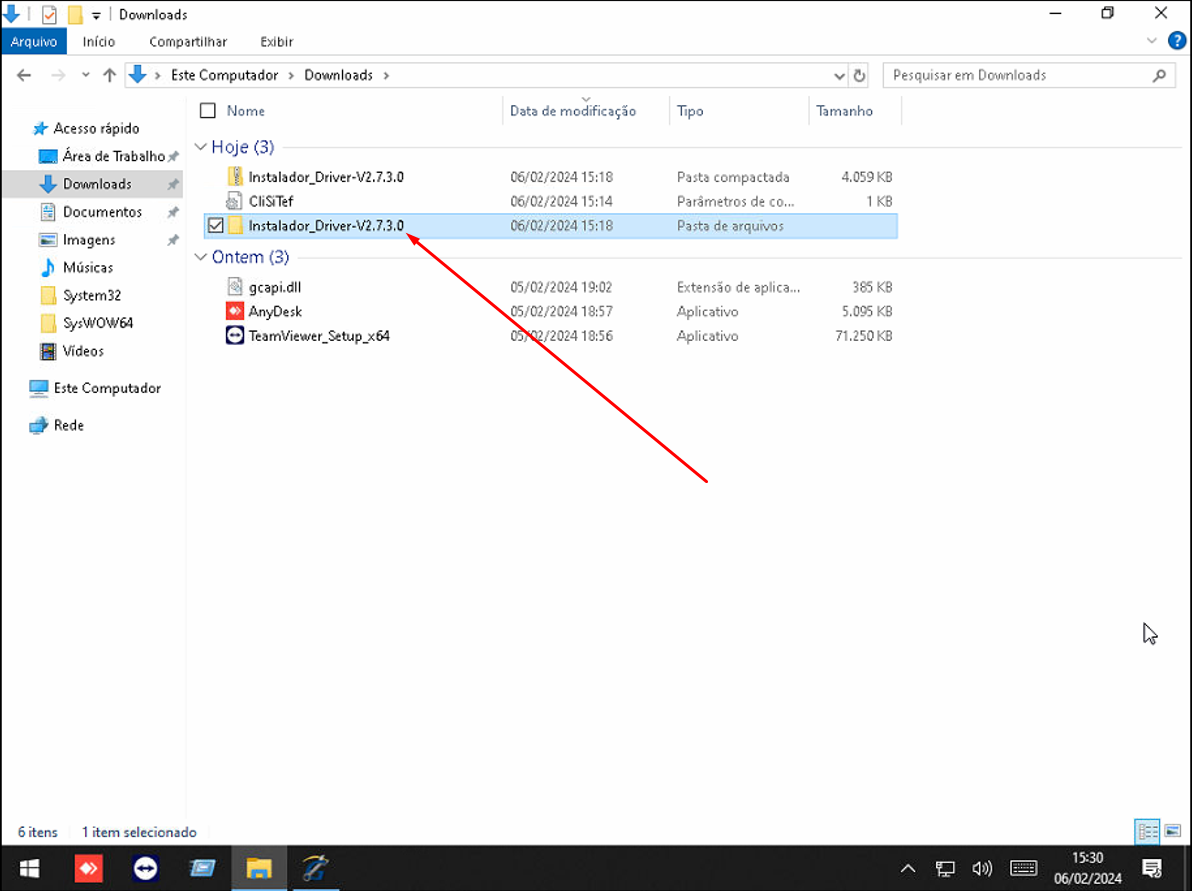 Downloads
Arquivo Início Compartilhar Exibir
Este Computador Downloads Pesquisar em Downloads
Nome Data de modificação Tipo Tamanho
Acesso rápido
Área de Trabalho
Downloads
Documentos
Imagens
Músicas
System32
SysWOW64
Vídeos
Este Computador
Rede
Hoje (3)
Instalador_Driver-V2.7.3.0 06/02/2024 15:18 Pasta compactada 4.059 KB
CliSiTef 06/02/2024 15:14 Parâmetros de co... 1 KB
Instalador_Driver-V2.7.3.0 06/02/2024 15:18 Pasta de arquivos
Ontem (3)
gcapi.dll 05/02/2024 19:02 Extensão de aplica... 385 KB
AnyDesk 05/02/2024 18:57 Aplicativo 5.095 KB
TeamViewer_Setup_x64 05/02/2024 18:56 Aplicativo 71.250 KB
6 itens 1 item selecionado
15:30
06/02/2024